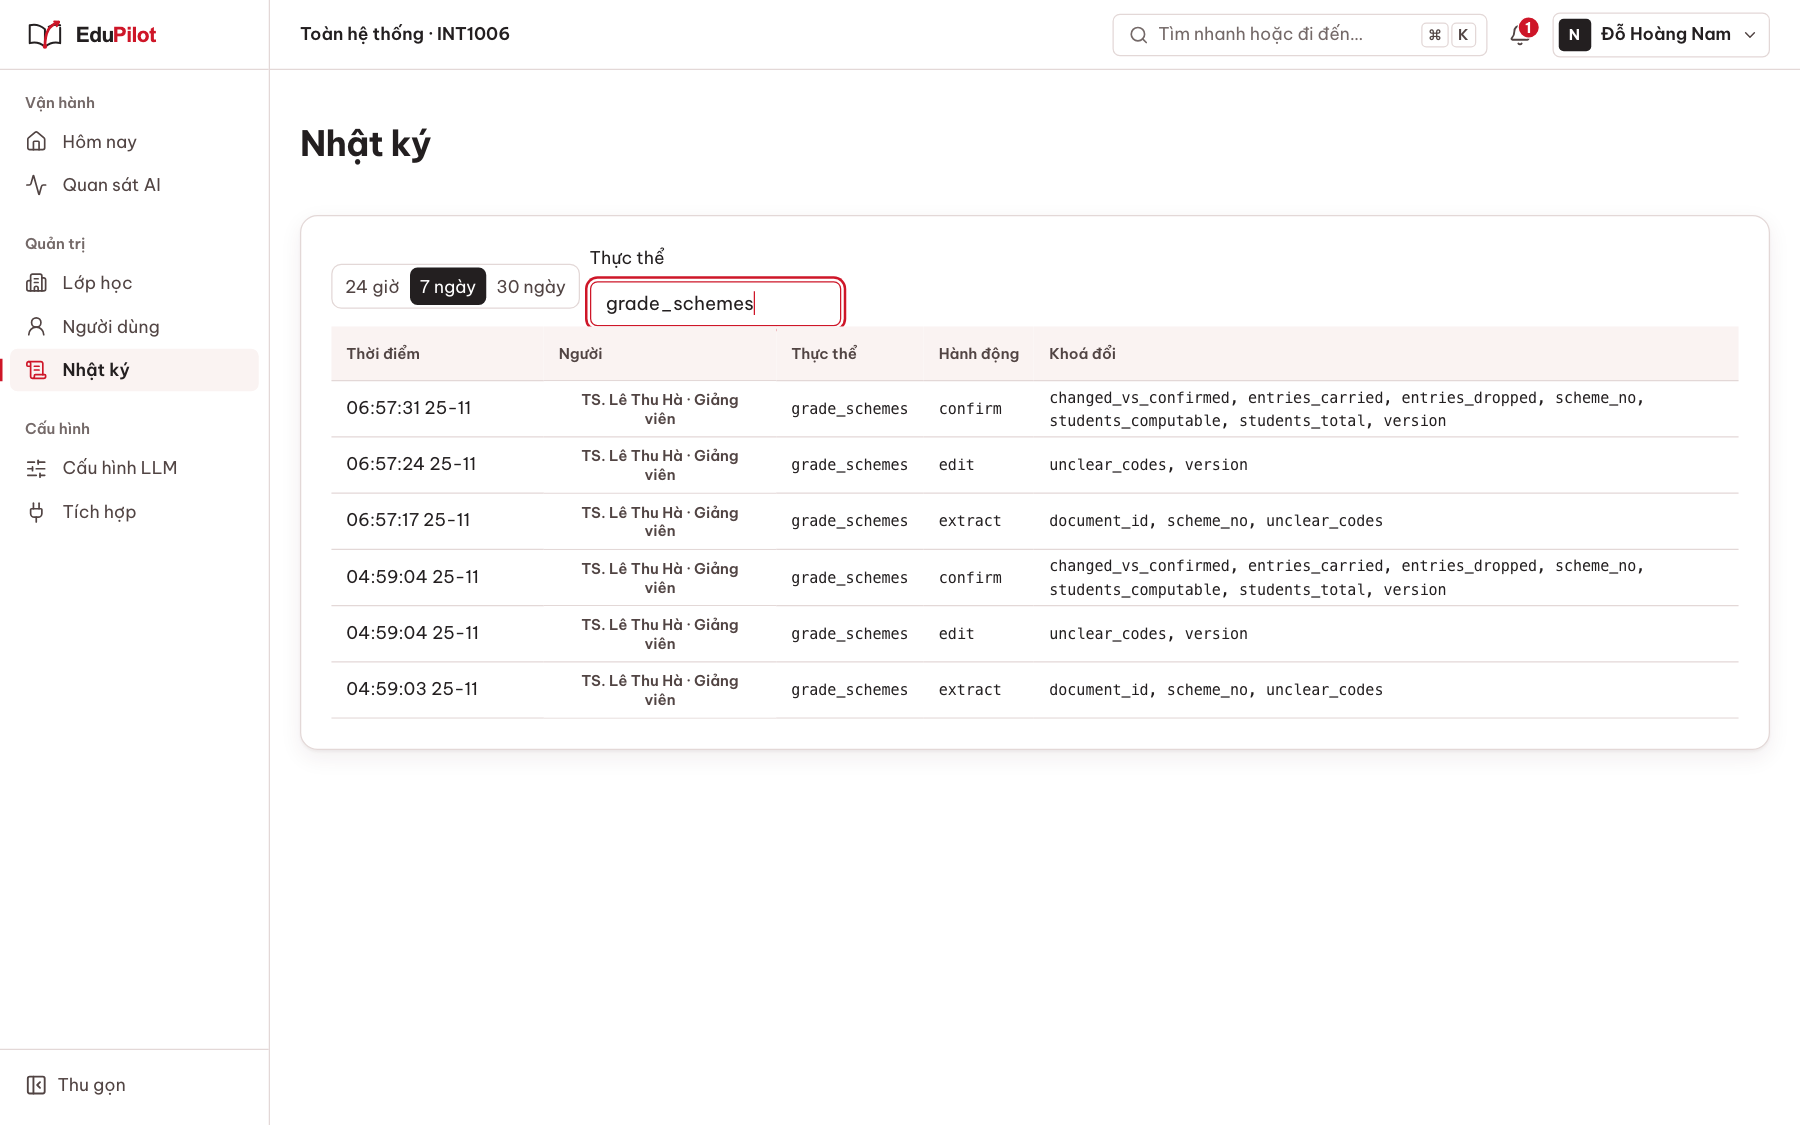 EduPilot
Toàn hệ thống · INT1006
Tìm nhanh hoặc đi đến...
⌘ K
1
N
Đỗ Hoàng Nam
Vận hành
Hôm nay
Quan sát AI
Quản trị
Lớp học
Người dùng
Nhật ký
Cấu hình
Cấu hình LLM
Tích hợp
Thu gọn
Nhật ký
24 giờ 7 ngày 30 ngày
Thực thể
grade_schemes
Thời điểm Người Thực thể Hành động Khoá đổi
06:57:31 25-11 TS. Lê Thu Hà · Giảng viên grade_schemes confirm changed_vs_confirmed, entries_carried, entries_dropped, scheme_no,
students_computable, students_total, version
06:57:24 25-11 TS. Lê Thu Hà · Giảng viên grade_schemes edit unclear_codes, version
06:57:17 25-11 TS. Lê Thu Hà · Giảng viên grade_schemes extract document_id, scheme_no, unclear_codes
04:59:04 25-11 TS. Lê Thu Hà · Giảng viên grade_schemes confirm changed_vs_confirmed, entries_carried, entries_dropped, scheme_no,
students_computable, students_total, version
04:59:04 25-11 TS. Lê Thu Hà · Giảng viên grade_schemes edit unclear_codes, version
04:59:03 25-11 TS. Lê Thu Hà · Giảng viên grade_schemes extract document_id, scheme_no, unclear_codes